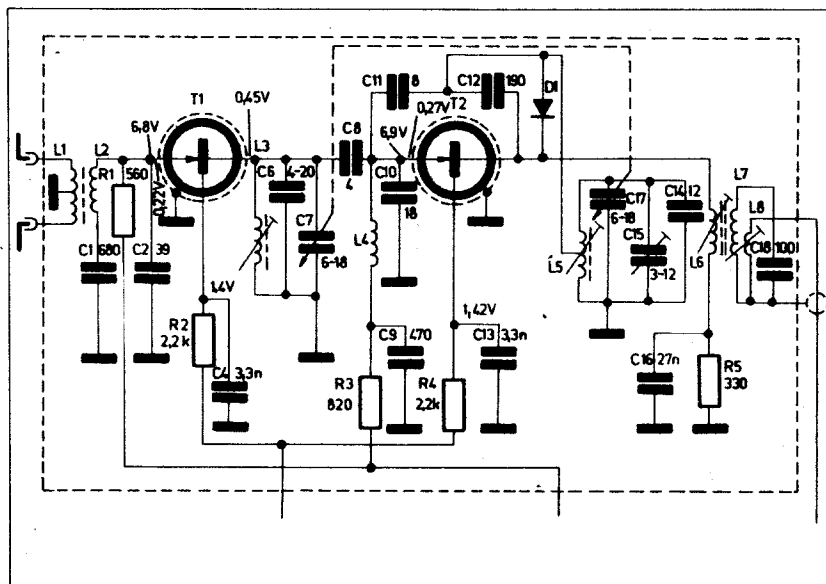 T1
0,45V
C11
8
C12
190
D1
T2
0,27V
L1
L2
6,8V
L3
C8
6,9V
R1
560
0,22V
C6
4-20
4
C10
18
C17
6-18
C14
12
L7
L8
C7
6-18
L4
C15
3-12
L5
L6
C18
100
C1
680
C2
39
1,4V
1,42V
R2
2,2k
C4
3,3n
C9
470
C13
3,3n
R3
820
R4
2,2k
C16
27n
R5
330